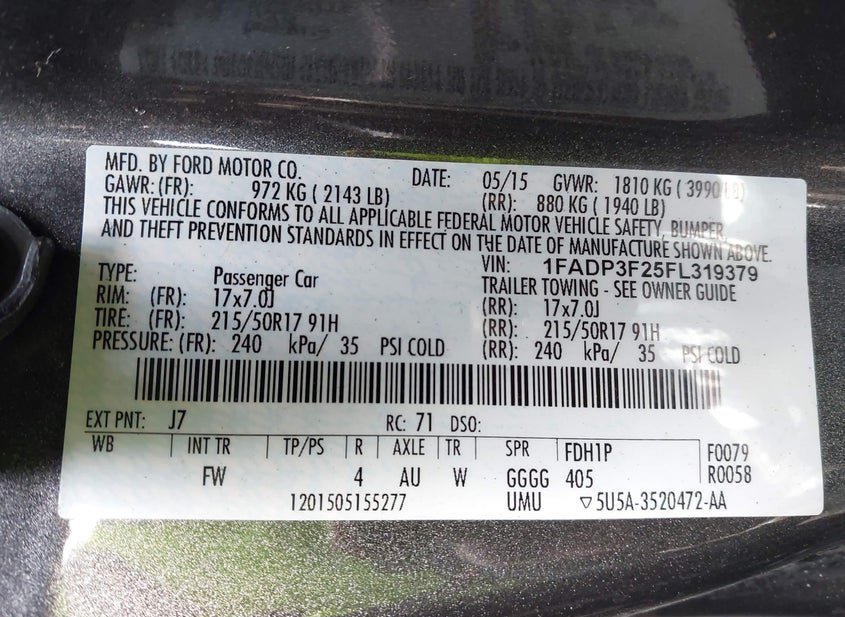 MFD. BY FORD MOTOR CO. DATE: 05/15 GVWR: 1810 KG ( 3990 LB)
GAWR: (FR): 972 KG ( 2143 LB) (RR): 880 KG ( 1940 LB)
THIS VEHICLE CONFORMS TO ALL APPLICABLE FEDERAL MOTOR VEHICLE SAFETY, BUMPER
AND THEFT PREVENTION STANDARDS IN EFFECT ON THE DATE OF MANUFACTURE SHOWN ABOVE.
VIN: 1FADP3F25FL319379
TYPE: Passenger Car TRAILER TOWING - SEE OWNER GUIDE
RIM: (FR): 17x7.0J (RR): 17x7.0J
TIRE: (FR): 215/50R17 91H (RR): 215/50R17 91H
PRESSURE: (FR): 240 kPa/ 35 PSI COLD (RR): 240 kPa/ 35 PSI COLD
EXT PNT: J7 RC: 71 DSO:
WB INT TR TP/PS R AXLE TR SPR FDH1P F0079
FW 4 AU W GGGG 405 R0058
1201505155277 UMU ▽5U5A-3520472-AA